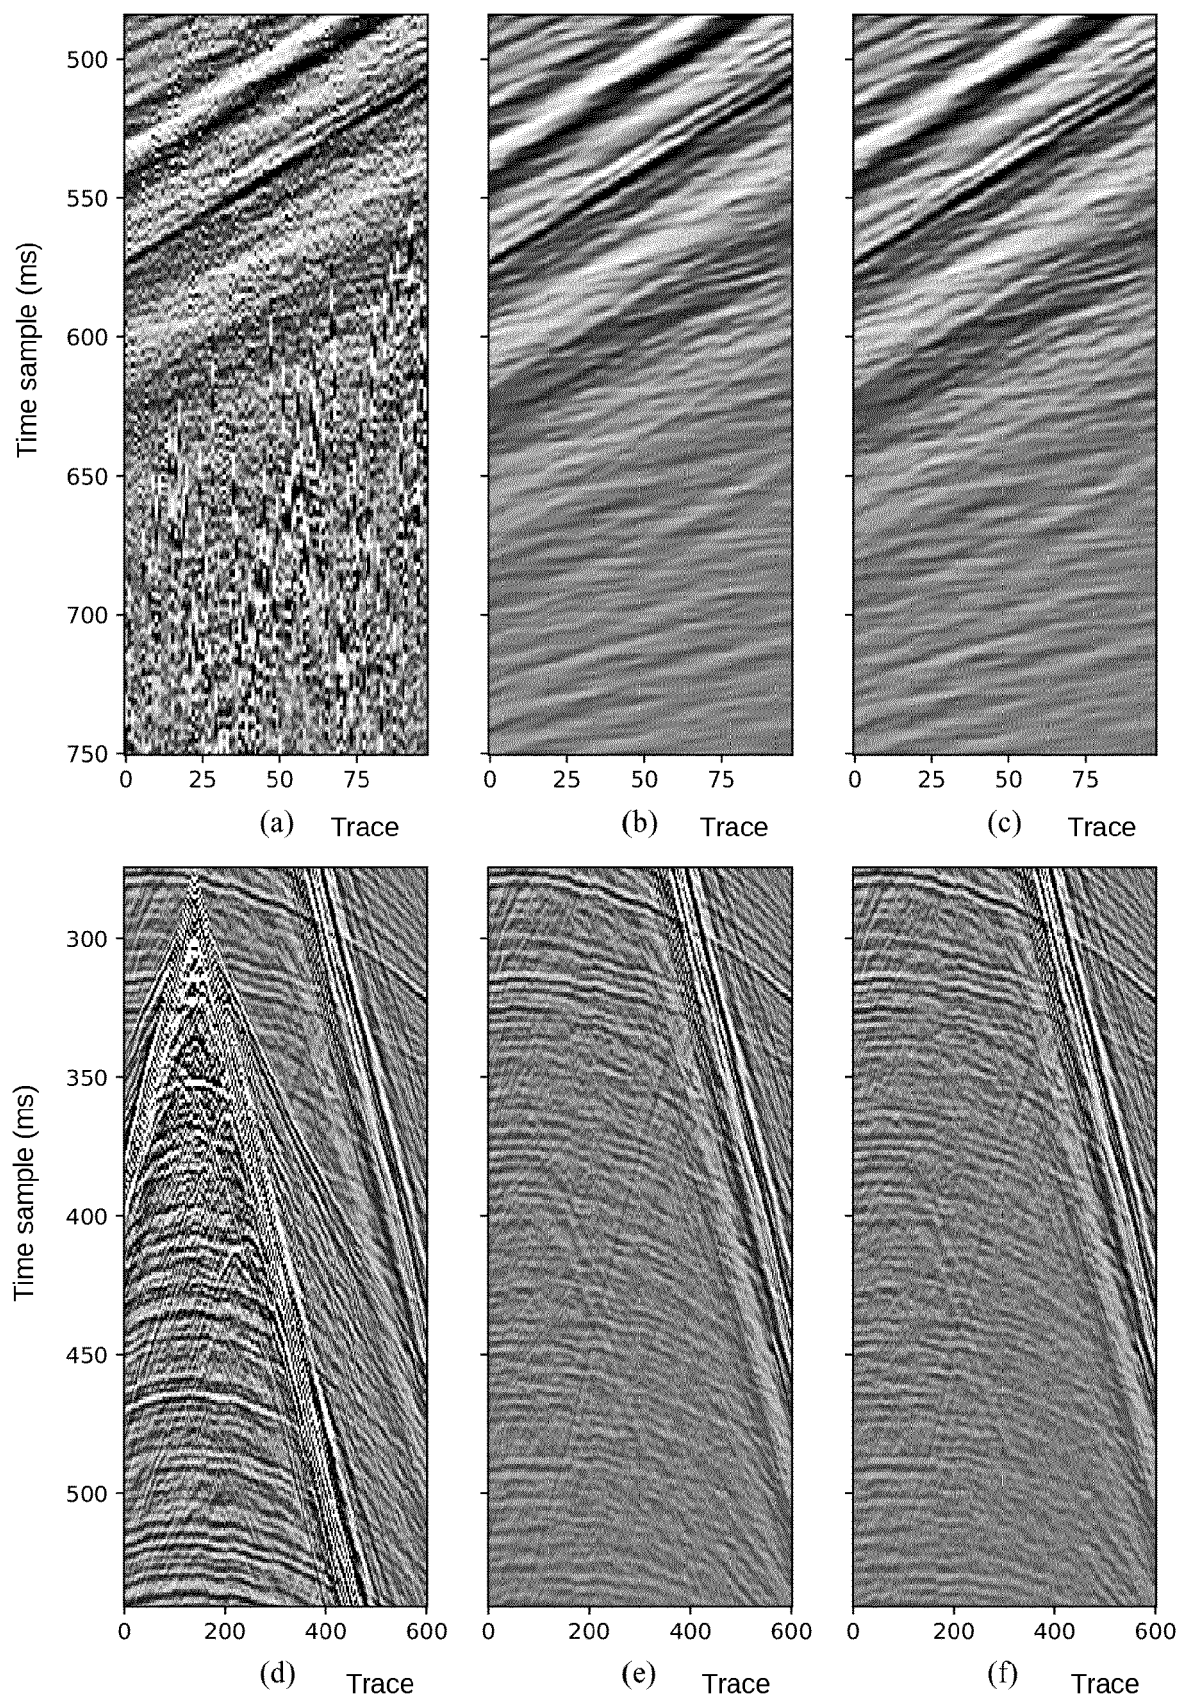 500
550
600
650
700
750
Time sample (ms)
0 25 50 75
0 25 50 75
0 25 50 75
(a) Trace
(b) Trace
(c) Trace
300
350
400
450
500
Time sample (ms)
0 200 400 600
0 200 400 600
0 200 400 600
(d) Trace
(e) Trace
(f) Trace